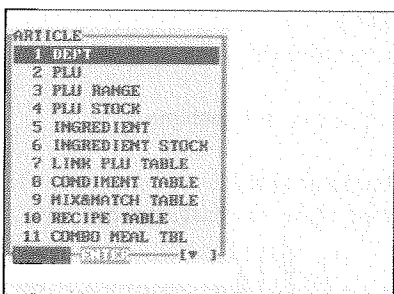 ARTICLE
1 DEPT
2 PLU
3 PLU RANGE
4 PLU STOCK
5 INGREDIENT
6 INGREDIENT STOCK
7 LINK PLU TABLE
8 CONDIMENT TABLE
9 MIX&MATCH TABLE
10 RECIPE TABLE
11 COMBO MEAL TBL
ENTER [▼ ]